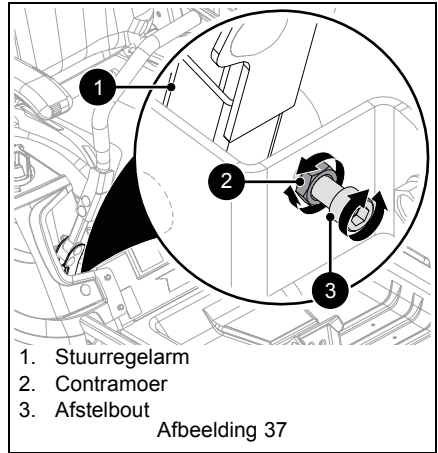 1
2
3
1. Stuurregelarm
2. Contramoer
3. Afstelbout
Afbeelding 37